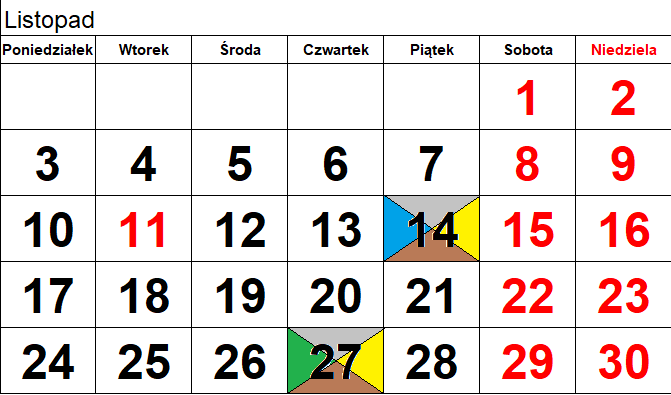 Listopad
Poniedziałek Wtorek Środa Czwartek Piątek Sobota Niedziela
1 2
3 4 5 6 7 8 9
10 11 12 13 14 15 16
17 18 19 20 21 22 23
24 25 26 27 28 29 30